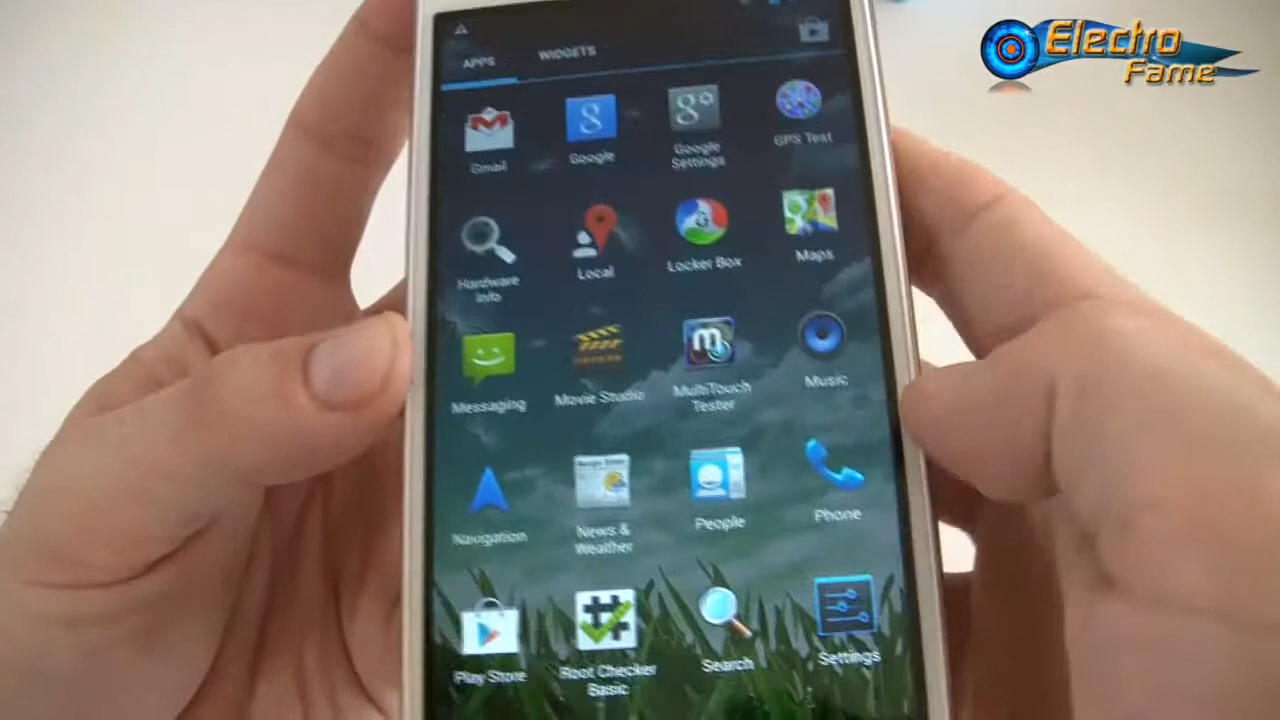 Electro
Fame
APPS
WIDGETS
Gmail
Google
Google
Settings
GPS Test
Hardware
Info
Local
Locker Box
Maps
Messaging
Movie Studio
MultiTouch
Tester
Music
Navigation
News &
Weather
People
Phone
Play Store
Root Checker
Basic
Search
Settings